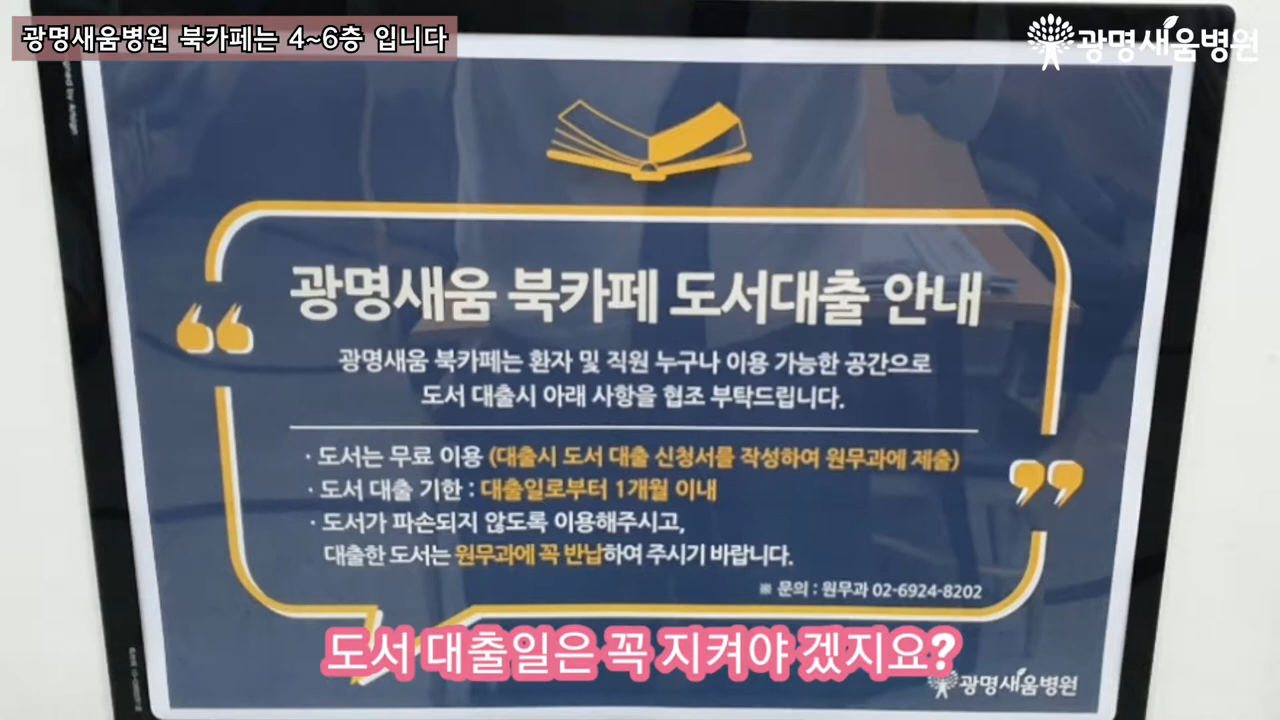 광명새움병원 북카페는 4~6층 입니다
광명새움병원
광명새움 북카페 도서대출 안내
광명새움 북카페는 환자 및 직원 누구나 이용 가능한 공간으로
도서 대출시 아래 사항을 협조 부탁드립니다.
· 도서는 무료 이용 (대출시 도서 대출 신청서를 작성하여 원무과에 제출)
· 도서 대출 기한 : 대출일로부터 1개월 이내
· 도서가 파손되지 않도록 이용해주시고,
대출한 도서는 원무과에 꼭 반납하여 주시기 바랍니다.
※ 문의 : 원무과 02-6924-8202
도서 대출일은 꼭 지켜야 겠지요?
광명새움병원